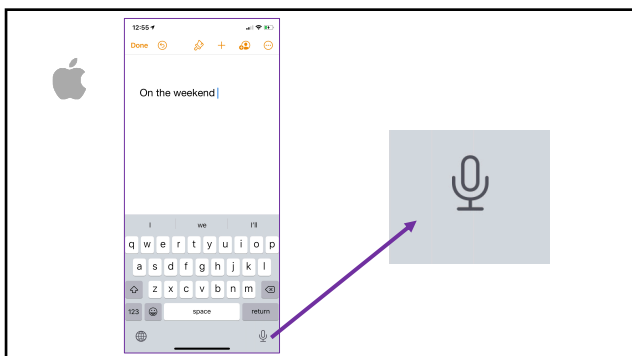 12:55
Done
On the weekend
I we I'll
q w e r t y u i o p
a s d f g h j k l
z x c v b n m
123 space return